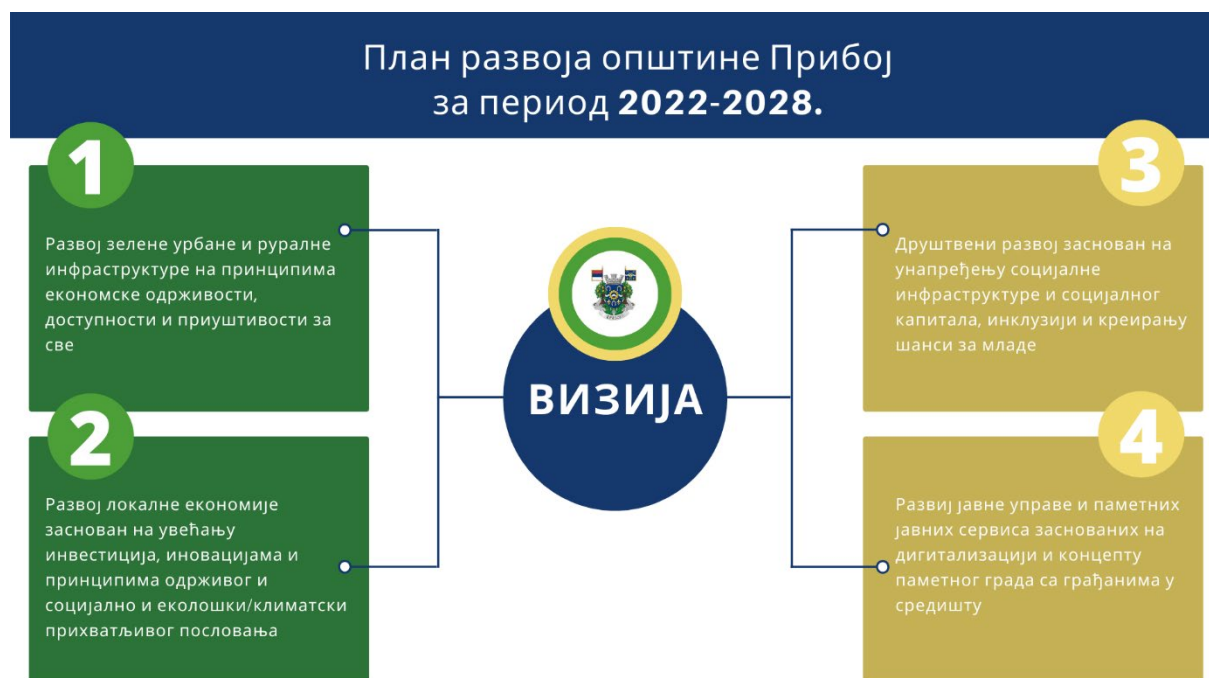 План развоја општине Прибој
за период 2022-2028.
1
Развој зелене урбане и руралне
инфраструктуре на принципима
економске одрживости,
доступности и приуштивости за
све
2
Развој локалне економије
заснован на увећању
инвестиција, иновацијама и
принципима одрживог и
социјално и еколошки/климатски
прихватљивог пословања
ВИЗИЈА
3
Друштвени развој заснован на
унапређењу социјалне
инфраструктуре и социјалног
капитала, инклузији и креирању
шанси за младе
4
Развиј јавне управе и паметних
јавних сервиса заснованих на
дигитализацији и концепту
паметног града са грађанима у
средишту